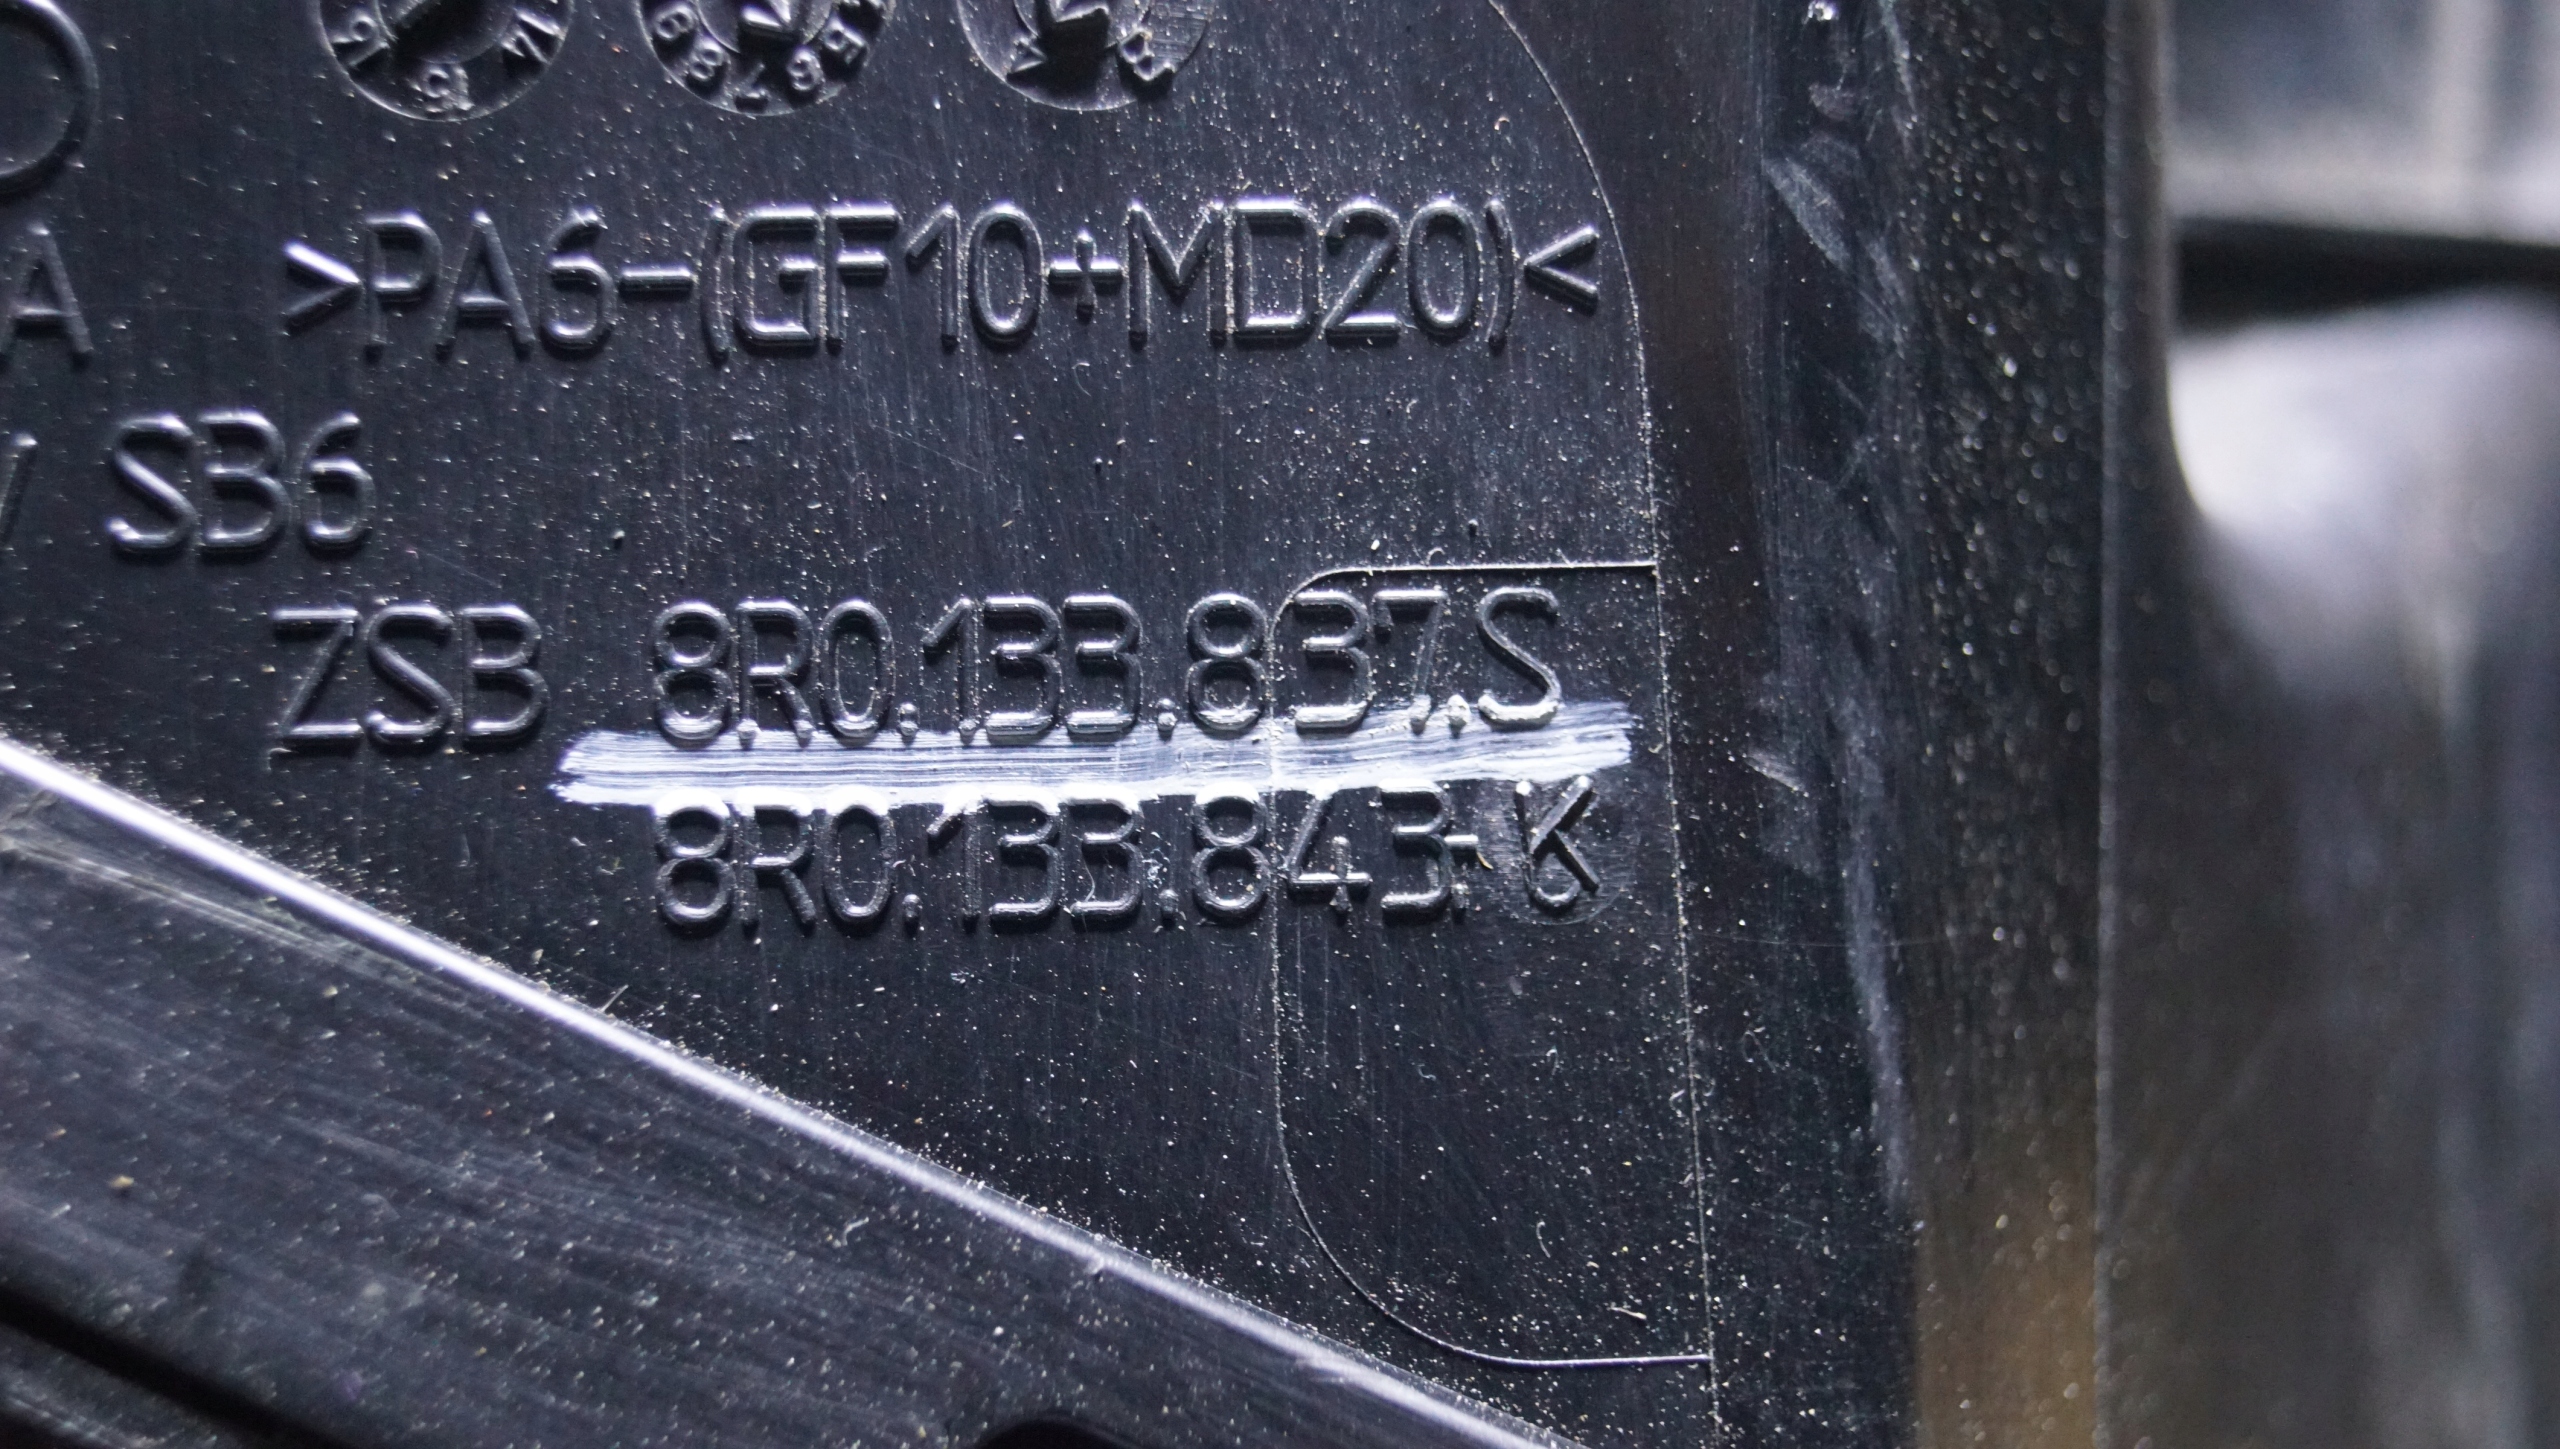 >PA6-(GF10+MD20)<
A
SB6
ZSB 8R0.133.837.S
8R0.133.843- K